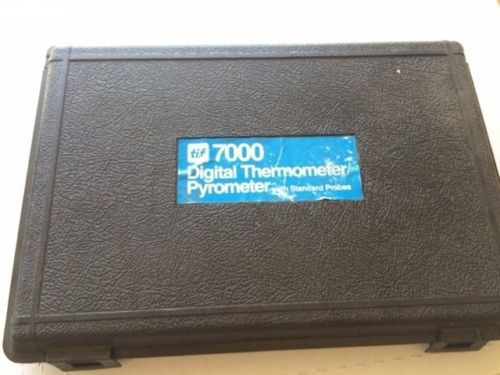 tif 7000
Digital Thermometer/
Pyrometer with Standard Probes